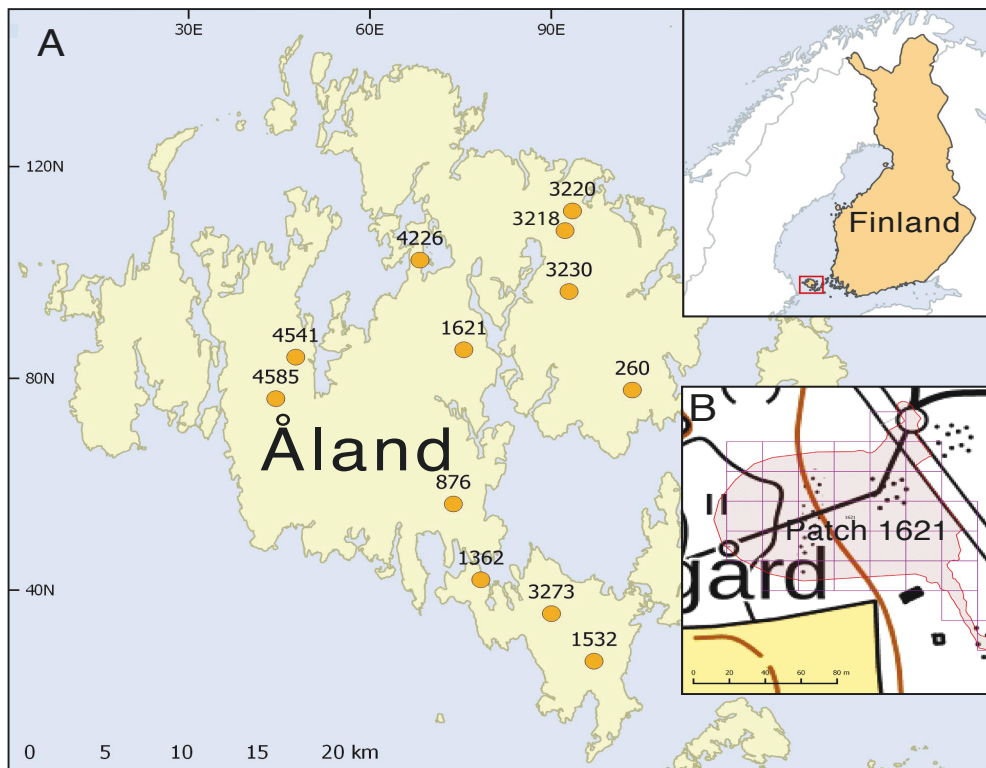 A
30E
60E
90E
120N
80N
40N
3220
3218
4226
3230
1621
4541
260
4585
Åland
876
1362
3273
1532
0 5 10 15 20 km
Finland
B
1621
Patch 1621
gård
0 20 40 60 80 m